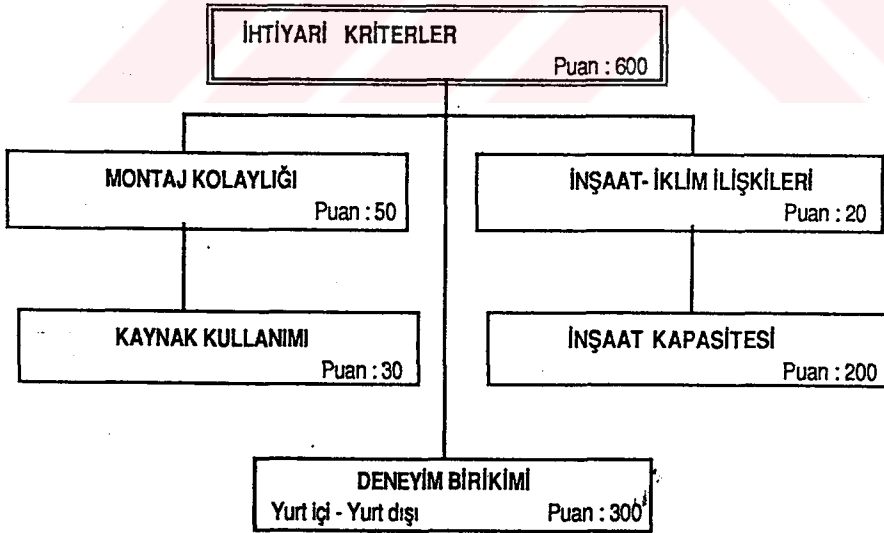 İHTİYARİ KRİTERLER
Puan : 600
MONTAJ KOLAYLIĞI
Puan : 50
İNŞAAT- İKLİM İLİŞKİLERİ
Puan : 20
KAYNAK KULLANIMI
Puan : 30
İNŞAAT KAPASİTESİ
Puan : 200
DENEYİM BİRİKİMİ
Yurt içi - Yurt dışı Puan : 300